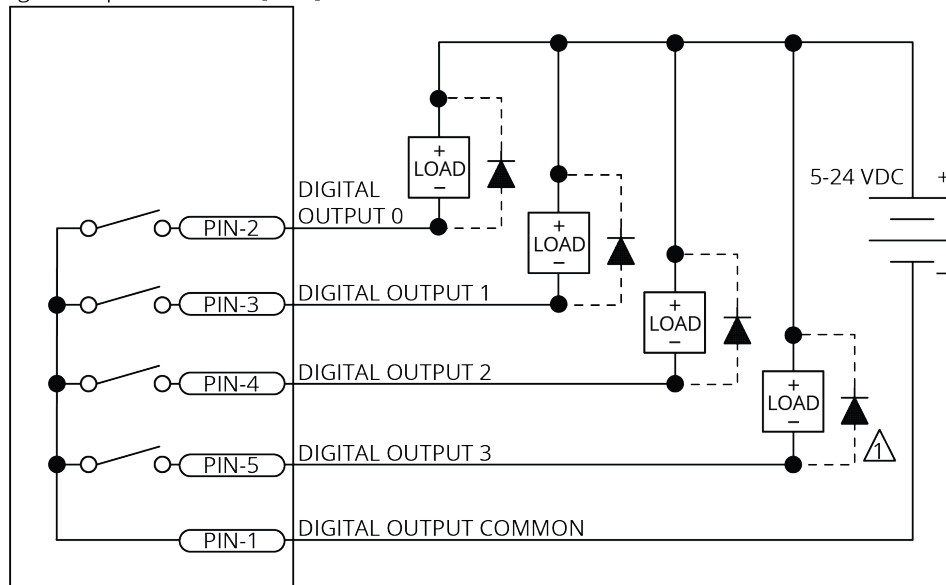 +
LOAD
−
5-24 VDC
+
−
DIGITAL
OUTPUT 0
PIN-2
+
LOAD
−
DIGITAL OUTPUT 1
PIN-3
+
LOAD
−
DIGITAL OUTPUT 2
PIN-4
+
LOAD
−
1
DIGITAL OUTPUT 3
PIN-5
DIGITAL OUTPUT COMMON
PIN-1